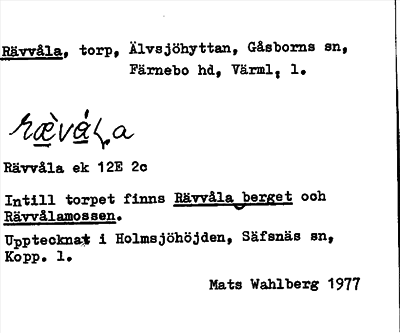 Rävvåla, torp, Älvsjöhyttan, Gåsborns sn,
Färnebo hd, Värml. l.
Rävvåla ek 12E 2c
Intill torpet finns Rävvåla berget och
Rävvålamossen.
Upptecknat i Holmsjöhöjden, Säfsnäs sn,
Kopp. l.
Mats Wahlberg 1977